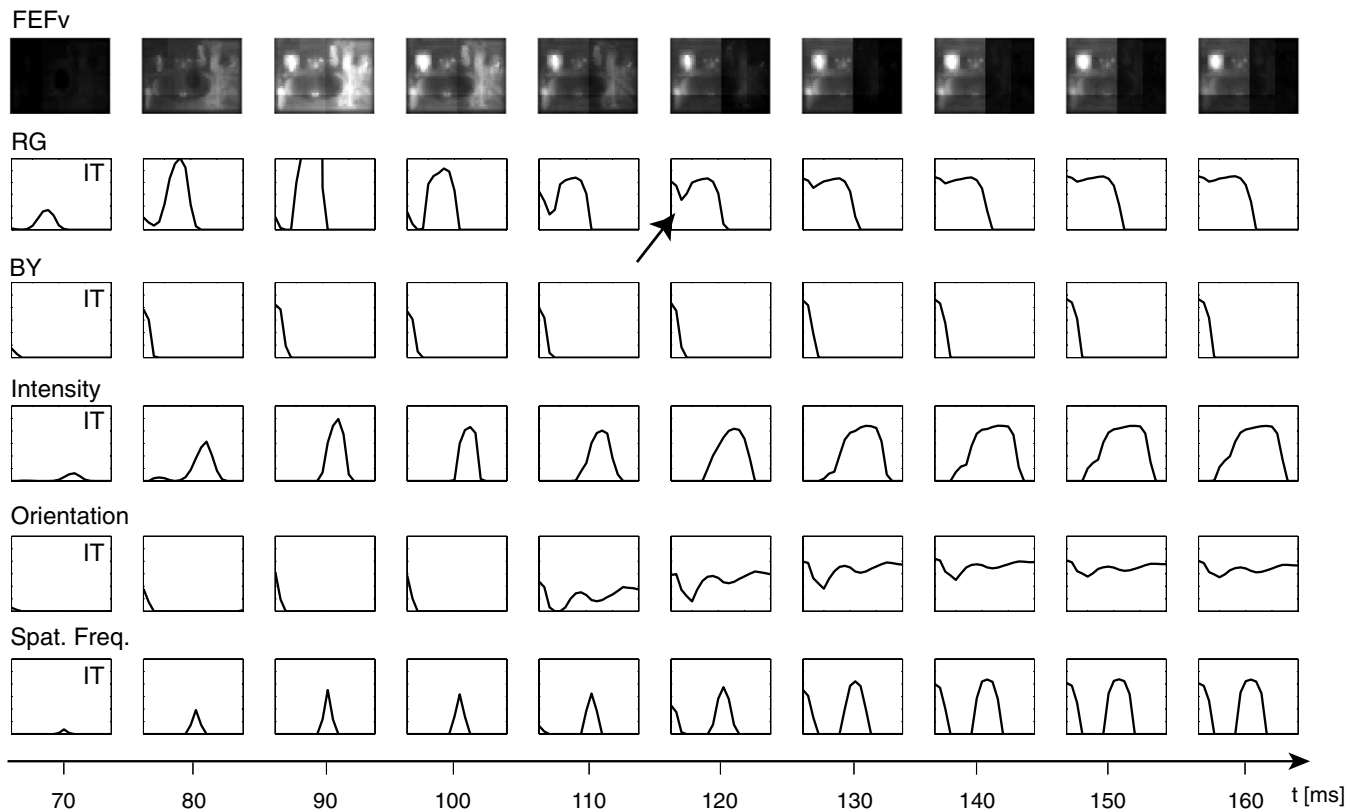 FEFv
RG
IT
BY
IT
Intensity
IT
Orientation
IT
Spat. Freq.
IT
70 80 90 100 110 120 130 140 150 160 t [ms]